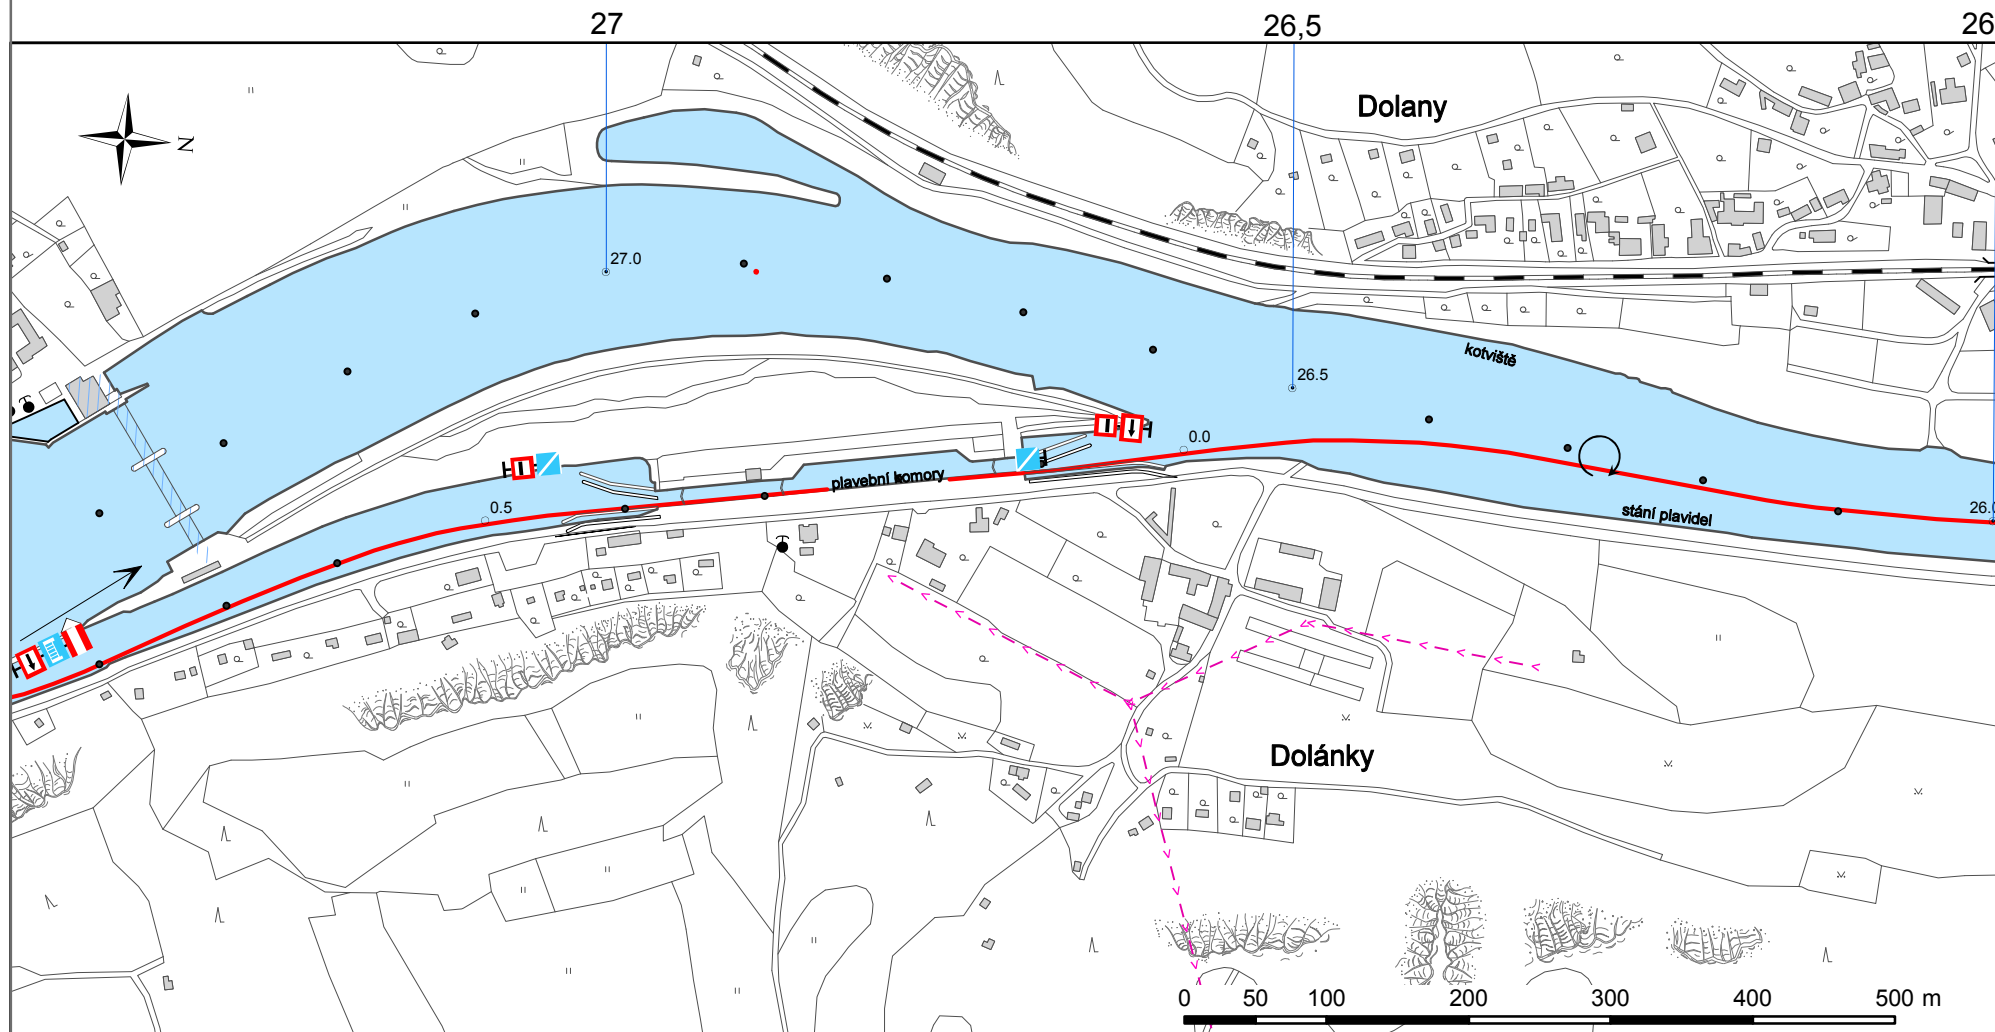 27
26,5
26
Dolany
N
27.0
kotviště
26.5
0.0
plavební komory
0.5
26.0
stání plavidel
Dolánky
0 50 100 200 300 400 500 m